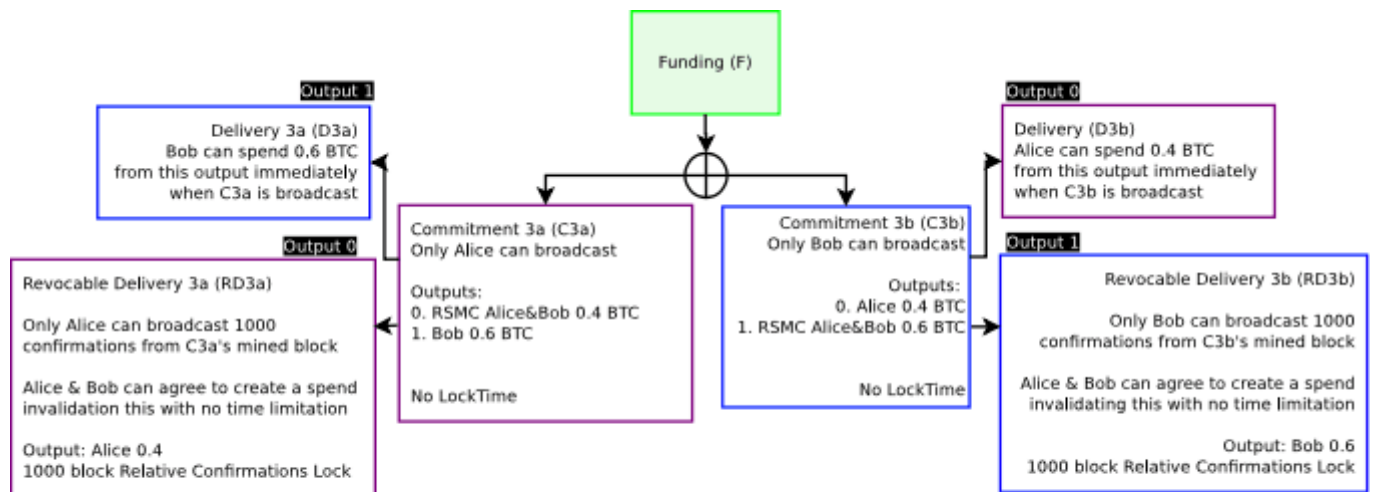 Funding (F)
Output 1
Delivery 3a (D3a)
Bob can spend 0.6 BTC
from this output immediately
when C3a is broadcast
Output 0
Delivery (D3b)
Alice can spend 0.4 BTC
from this output immediately
when C3b is broadcast
Commitment 3a (C3a)
Only Alice can broadcast
Outputs:
0. RSMC Alice&Bob 0.4 BTC
1. Bob 0.6 BTC
No LockTime
Commitment 3b (C3b)
Only Bob can broadcast
Outputs:
0. Alice 0.4 BTC
1. RSMC Alice&Bob 0.6 BTC
No LockTime
Output 0
Revocable Delivery 3a (RD3a)
Only Alice can broadcast 1000
confirmations from C3a's mined block
Alice & Bob can agree to create a spend
invalidation this with no time limitation
Output: Alice 0.4
1000 block Relative Confirmations Lock
Output 1
Revocable Delivery 3b (RD3b)
Only Bob can broadcast 1000
confirmations from C3b's mined block
Alice & Bob can agree to create a spend
invalidating this with no time limitation
Output: Bob 0.6
1000 block Relative Confirmations Lock